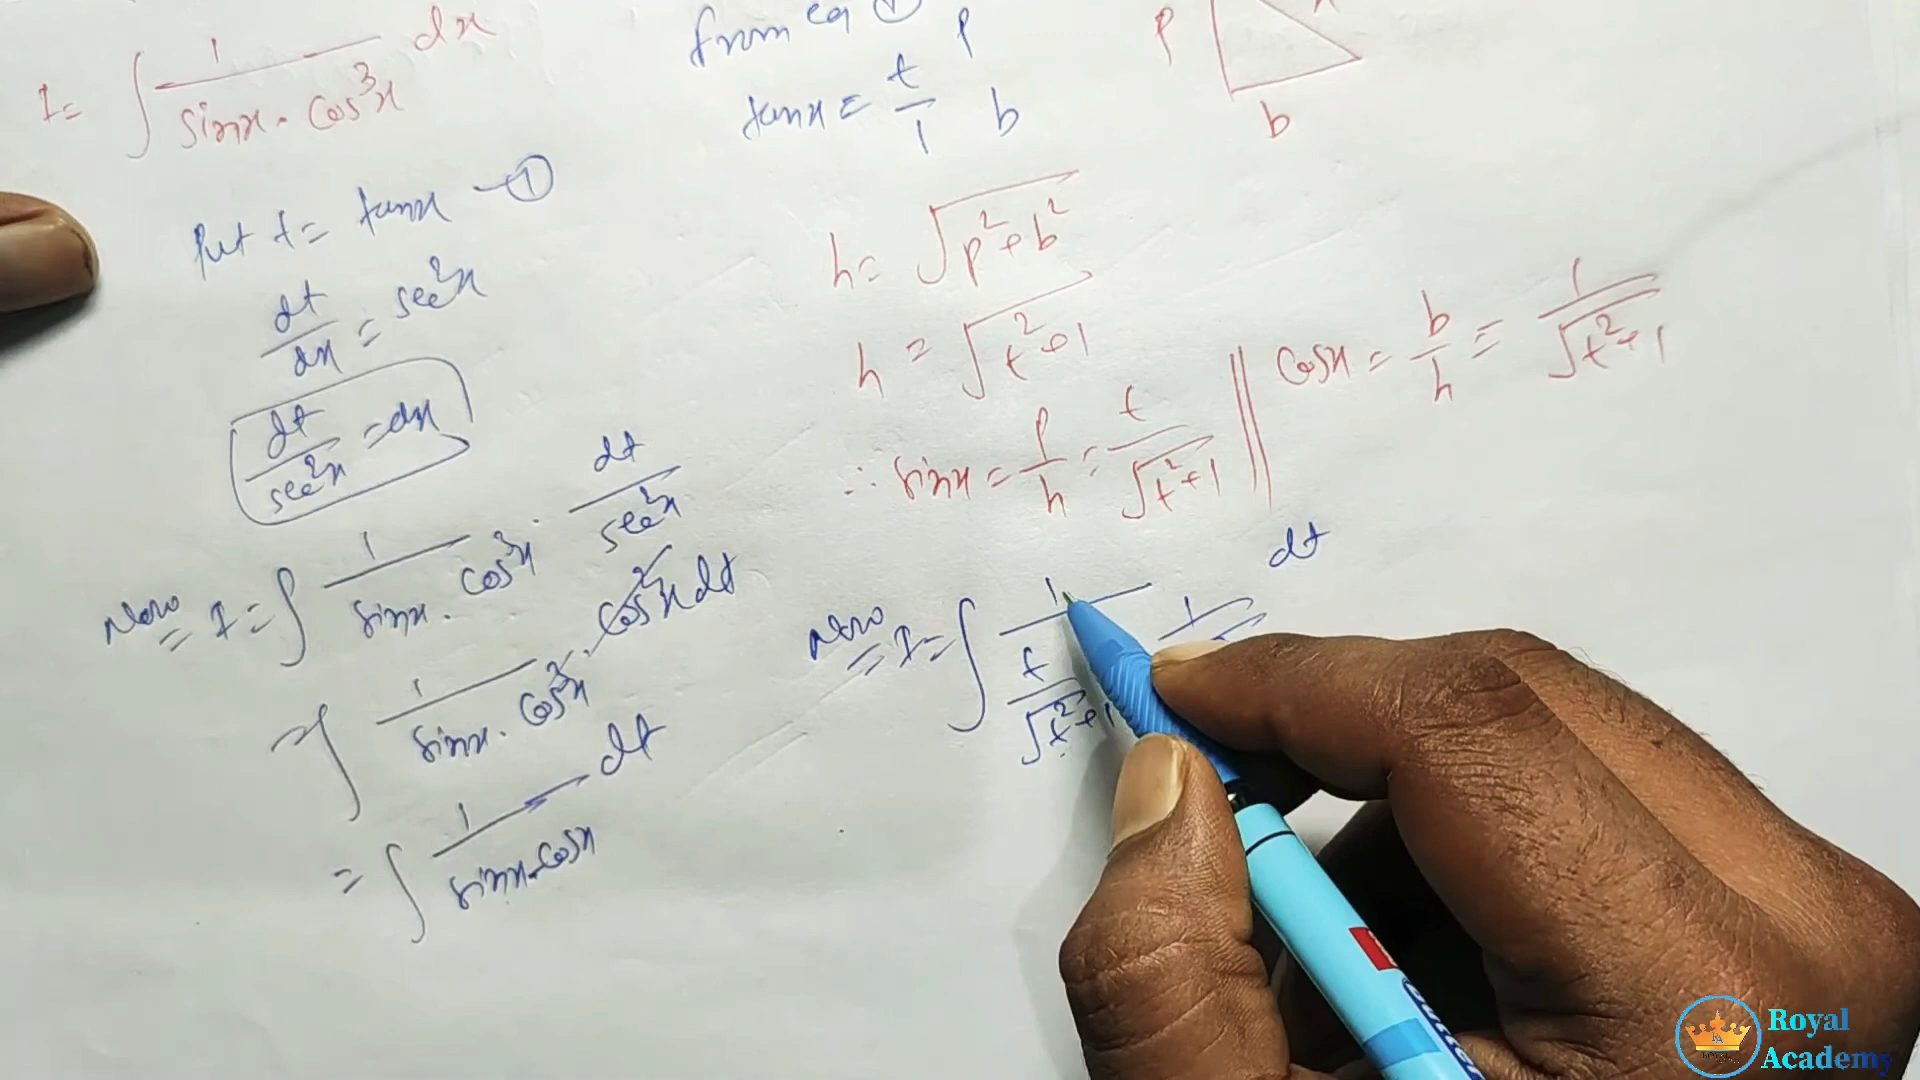 I = ∫ 1/(sinx · cos³x) dx
Put t = tanx —①
dt/dx = sec²x
dt/sec²x = dx
Now I = ∫ 1/(sinx · cos³x) · dt/sec²x
= ∫ 1/(sinx · cos³x) · cos²x dt
= ∫ 1/(sinx · cosx) dt
from eq ①
tanx = t/1 p b
p
b
h = √(p² + b²)
h = √(t² + 1)
∴ sinx = p/h = t/√(t² + 1) || cosx = b/h = 1/√(t² + 1)
Now I = ∫ 1/(t/√(t² + 1) 1 dt
Royal
Academy